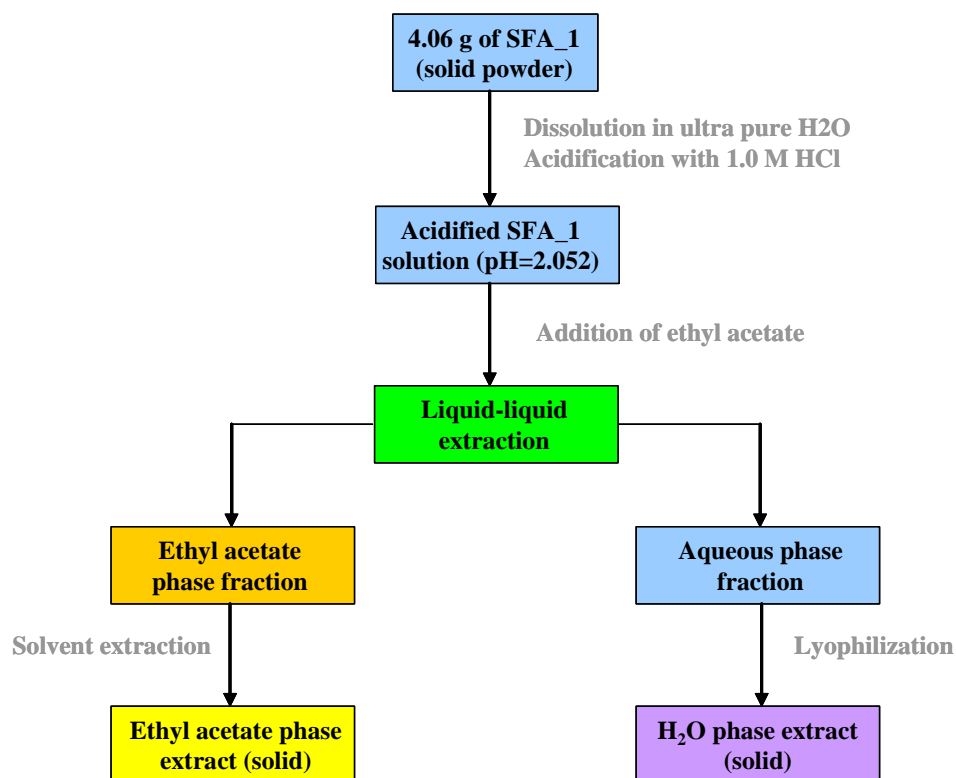 4.06 g of SFA_1
(solid powder)
Dissolution in ultra pure H2O
Acidification with 1.0 M HCl
Acidified SFA_1
solution (pH=2.052)
Addition of ethyl acetate
Liquid-liquid
extraction
Ethyl acetate
phase fraction
Aqueous phase
fraction
Solvent extraction
Lyophilization
Ethyl acetate phase
extract (solid)
H₂O phase extract
(solid)